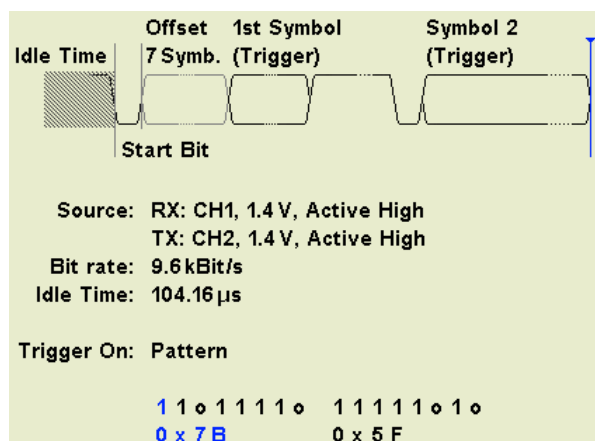 Offset 1st Symbol Symbol 2
Idle Time 7 Symb. (Trigger) (Trigger)
Start Bit
Source: RX: CH1, 1.4 V, Active High
TX: CH2, 1.4 V, Active High
Bit rate: 9.6 kBit/s
Idle Time: 104.16 µs
Trigger On: Pattern
1 1 o 1 1 1 1 o 1 1 1 1 1 o 1 o
0 x 7 B 0 x 5 F